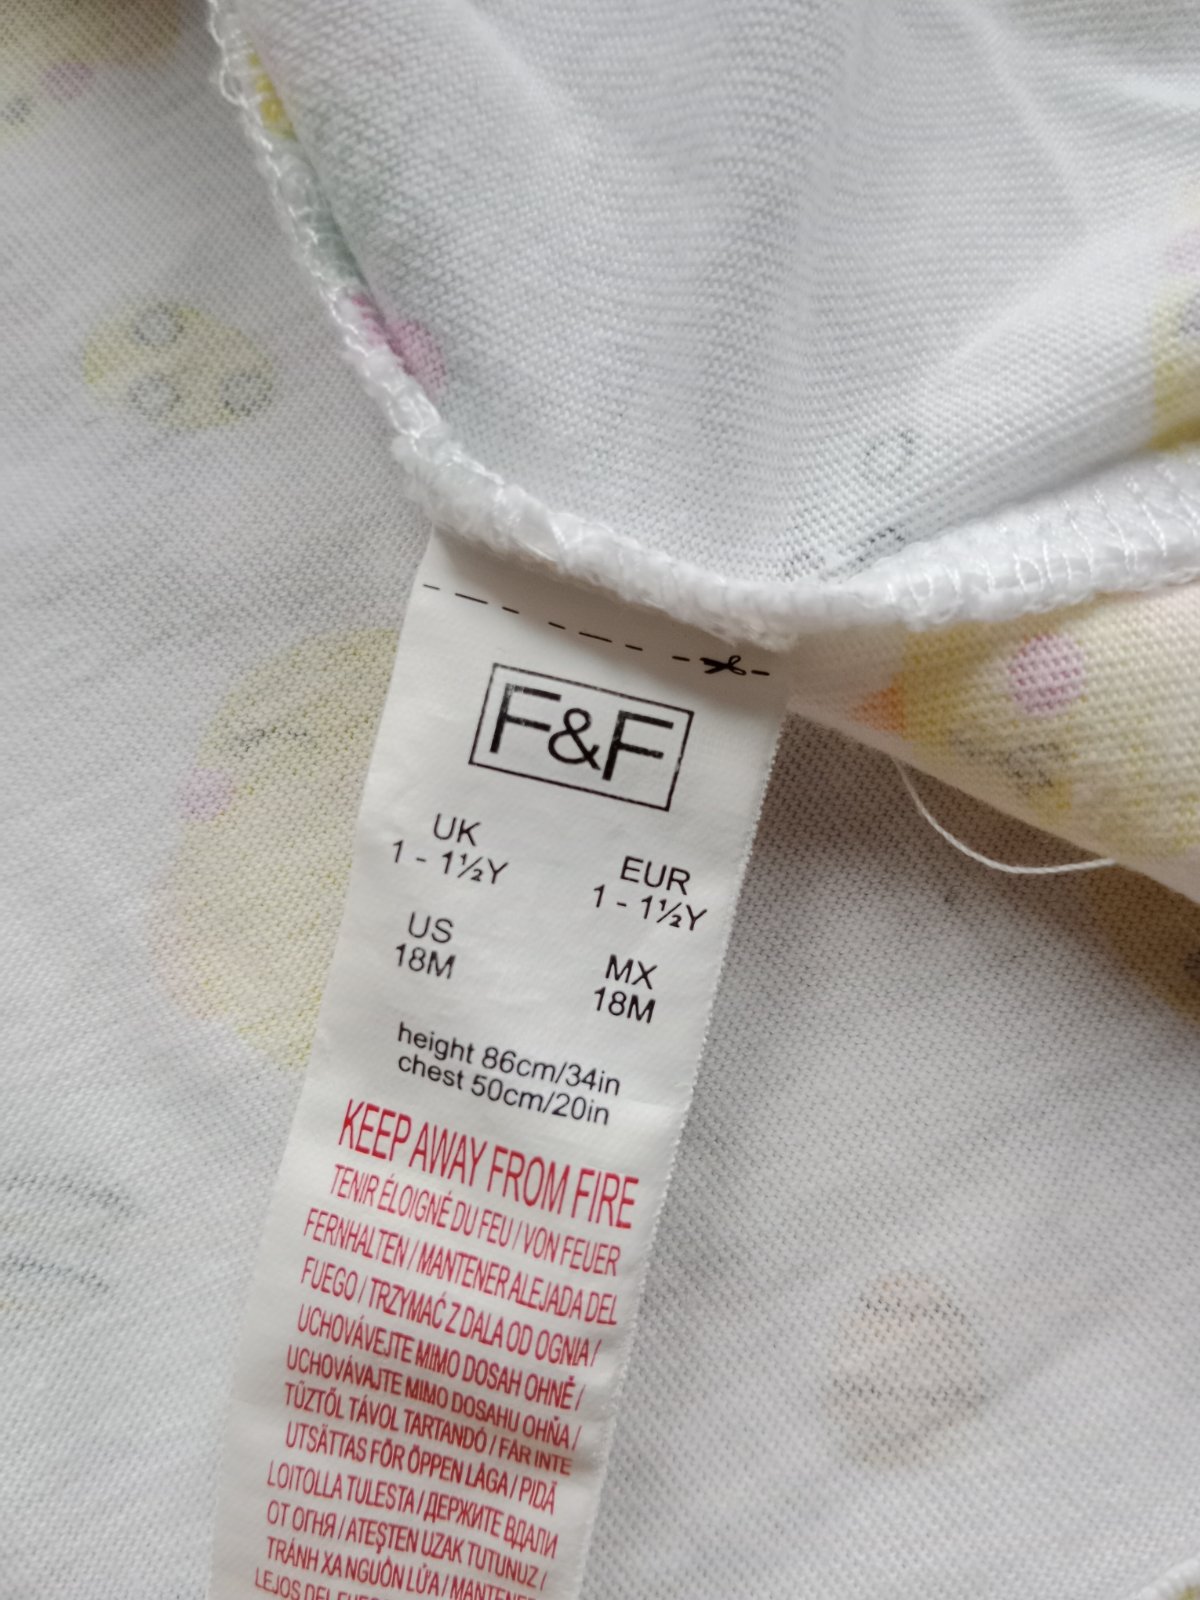 F&F
UK
1 - 1½Y
EUR
1 - 1½Y
US
18M
MX
18M
height 86cm/34in
chest 50cm/20in
KEEP AWAY FROM FIRE
TENIR ÉLOIGNÉ DU FEU / VON FEUER
FERNHALTEN / MANTENER ALEJADA DEL
FUEGO / TRZYMAĆ Z DALA OD OGNIA /
UCHOVÁVEJTE MIMO DOSAH OHNĚ /
UCHOVÁVAJTE MIMO DOSAHU OHŇA /
TŰZTŐL TÁVOL TARTANDÓ / FÅR INTE
UTSÄTTAS FÖR ÖPPEN LÅGA / PIDÄ
LOITOLLA TULESTA / ДЕРЖИТЕ ВДАЛИ
ОТ ОГНЯ / ATEŞTEN UZAK TUTUNUZ /
TRÁNH XA NGUỒN LỬA / MANTENER
LEJOS DEL